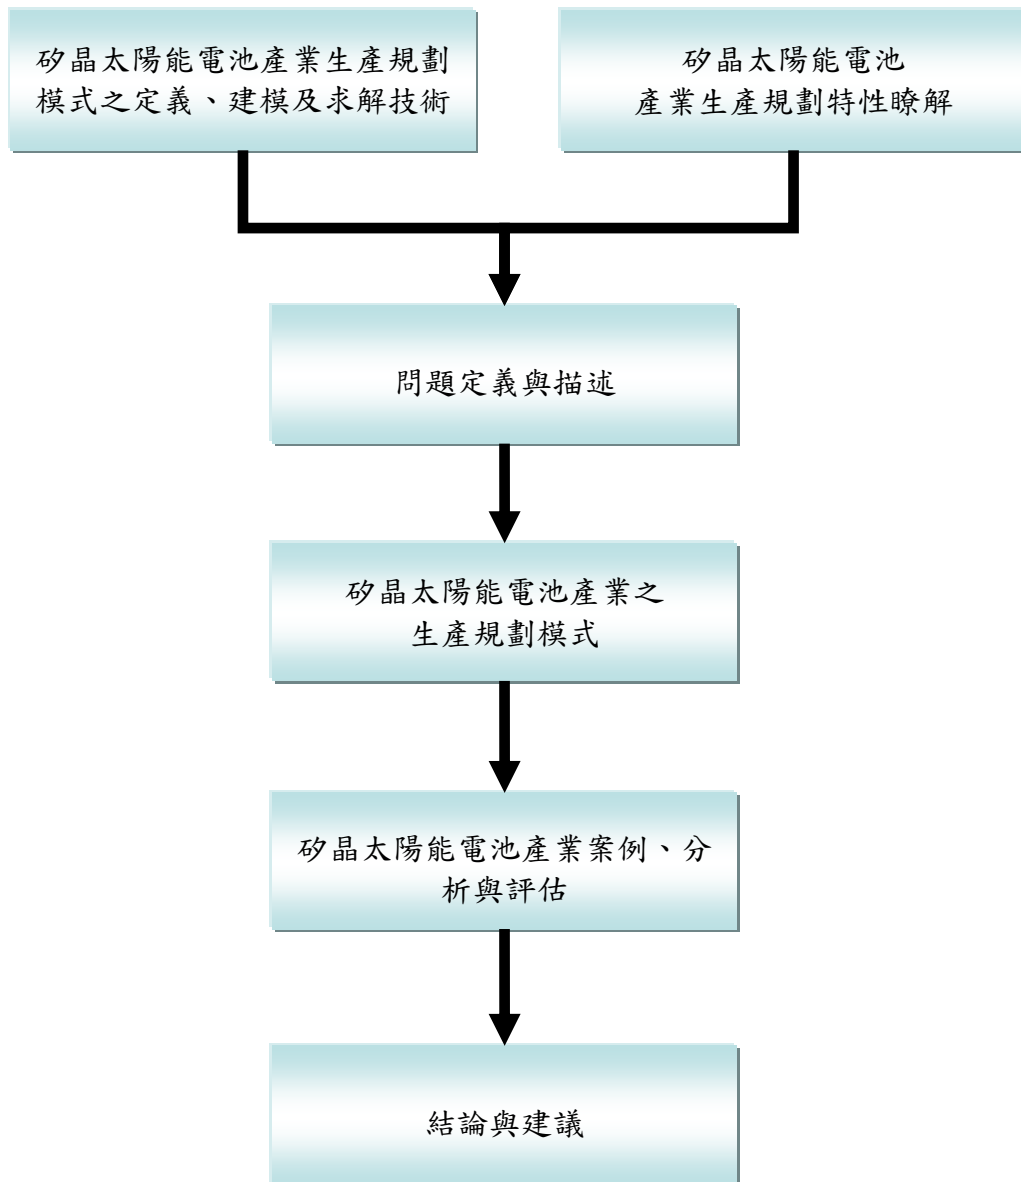 矽晶太陽能電池產業生產規劃
模式之定義、建模及求解技術
矽晶太陽能電池
產業生產規劃特性瞭解
問題定義與描述
矽晶太陽能電池產業之
生產規劃模式
矽晶太陽能電池產業案例、分
析與評估
結論與建議